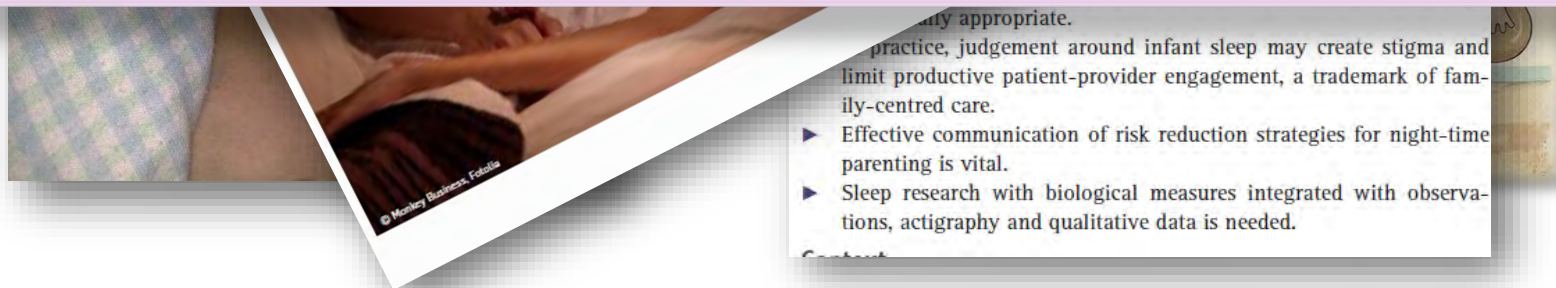 © Monkey Business, Fotolia
appropriate.
practice, judgement around infant sleep may create stigma and
limit productive patient-provider engagement, a trademark of fam-
ily-centred care.
► Effective communication of risk reduction strategies for night-time
parenting is vital.
► Sleep research with biological measures integrated with observa-
tions, actigraphy and qualitative data is needed.